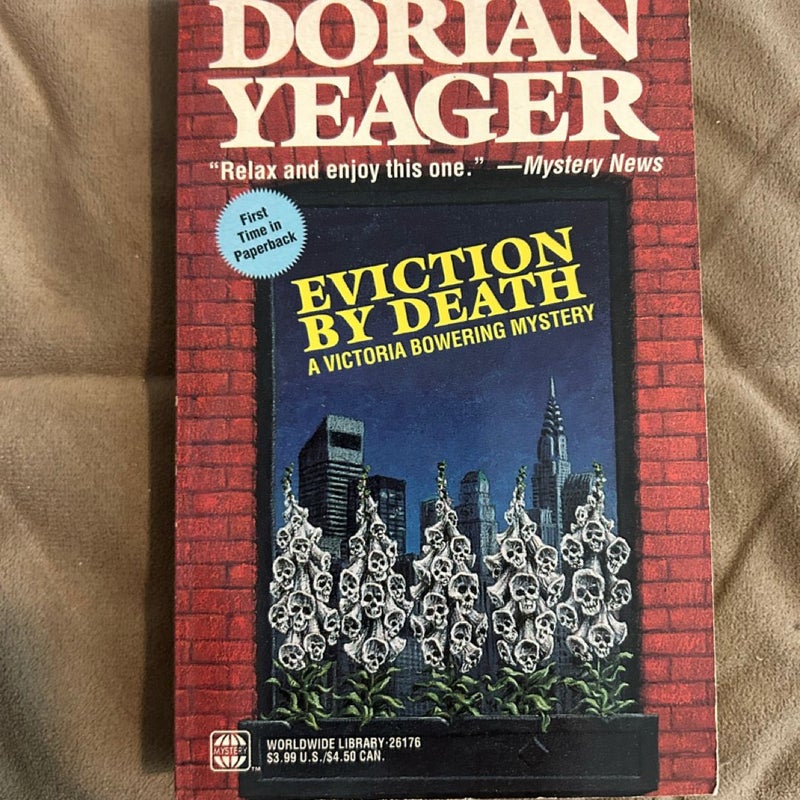 DORIAN
YEAGER
“Relax and enjoy this one.” —Mystery News
First
Time in
Paperback
EVICTION
BY DEATH
A VICTORIA BOWERING MYSTERY
MYSTERY
TM
WORLDWIDE LIBRARY·26176
$3.99 U.S./$4.50 CAN.